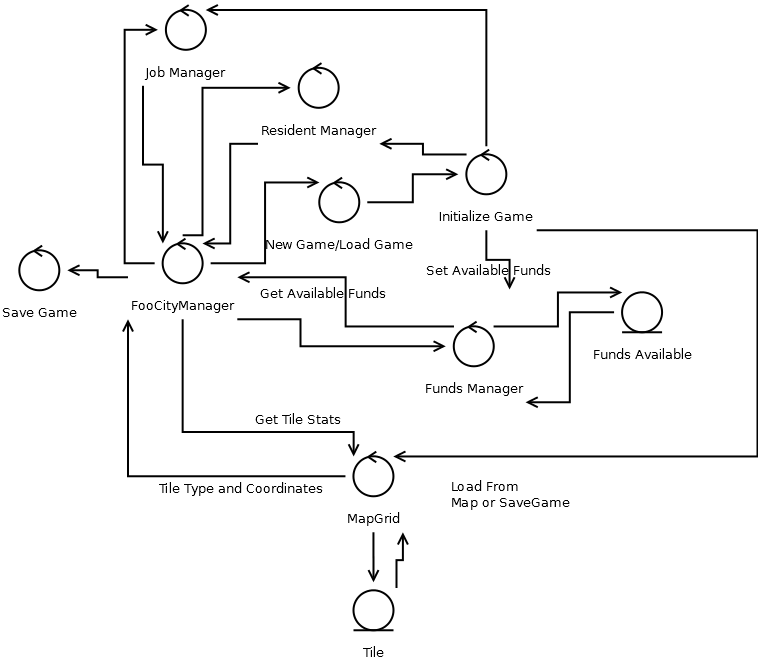 Job Manager
Resident Manager
Initialize Game
New Game/Load Game
Set Available Funds
Get Available Funds
FooCityManager
Save Game
Funds Available
Funds Manager
Get Tile Stats
Tile Type and Coordinates
Load From
Map or SaveGame
MapGrid
Tile